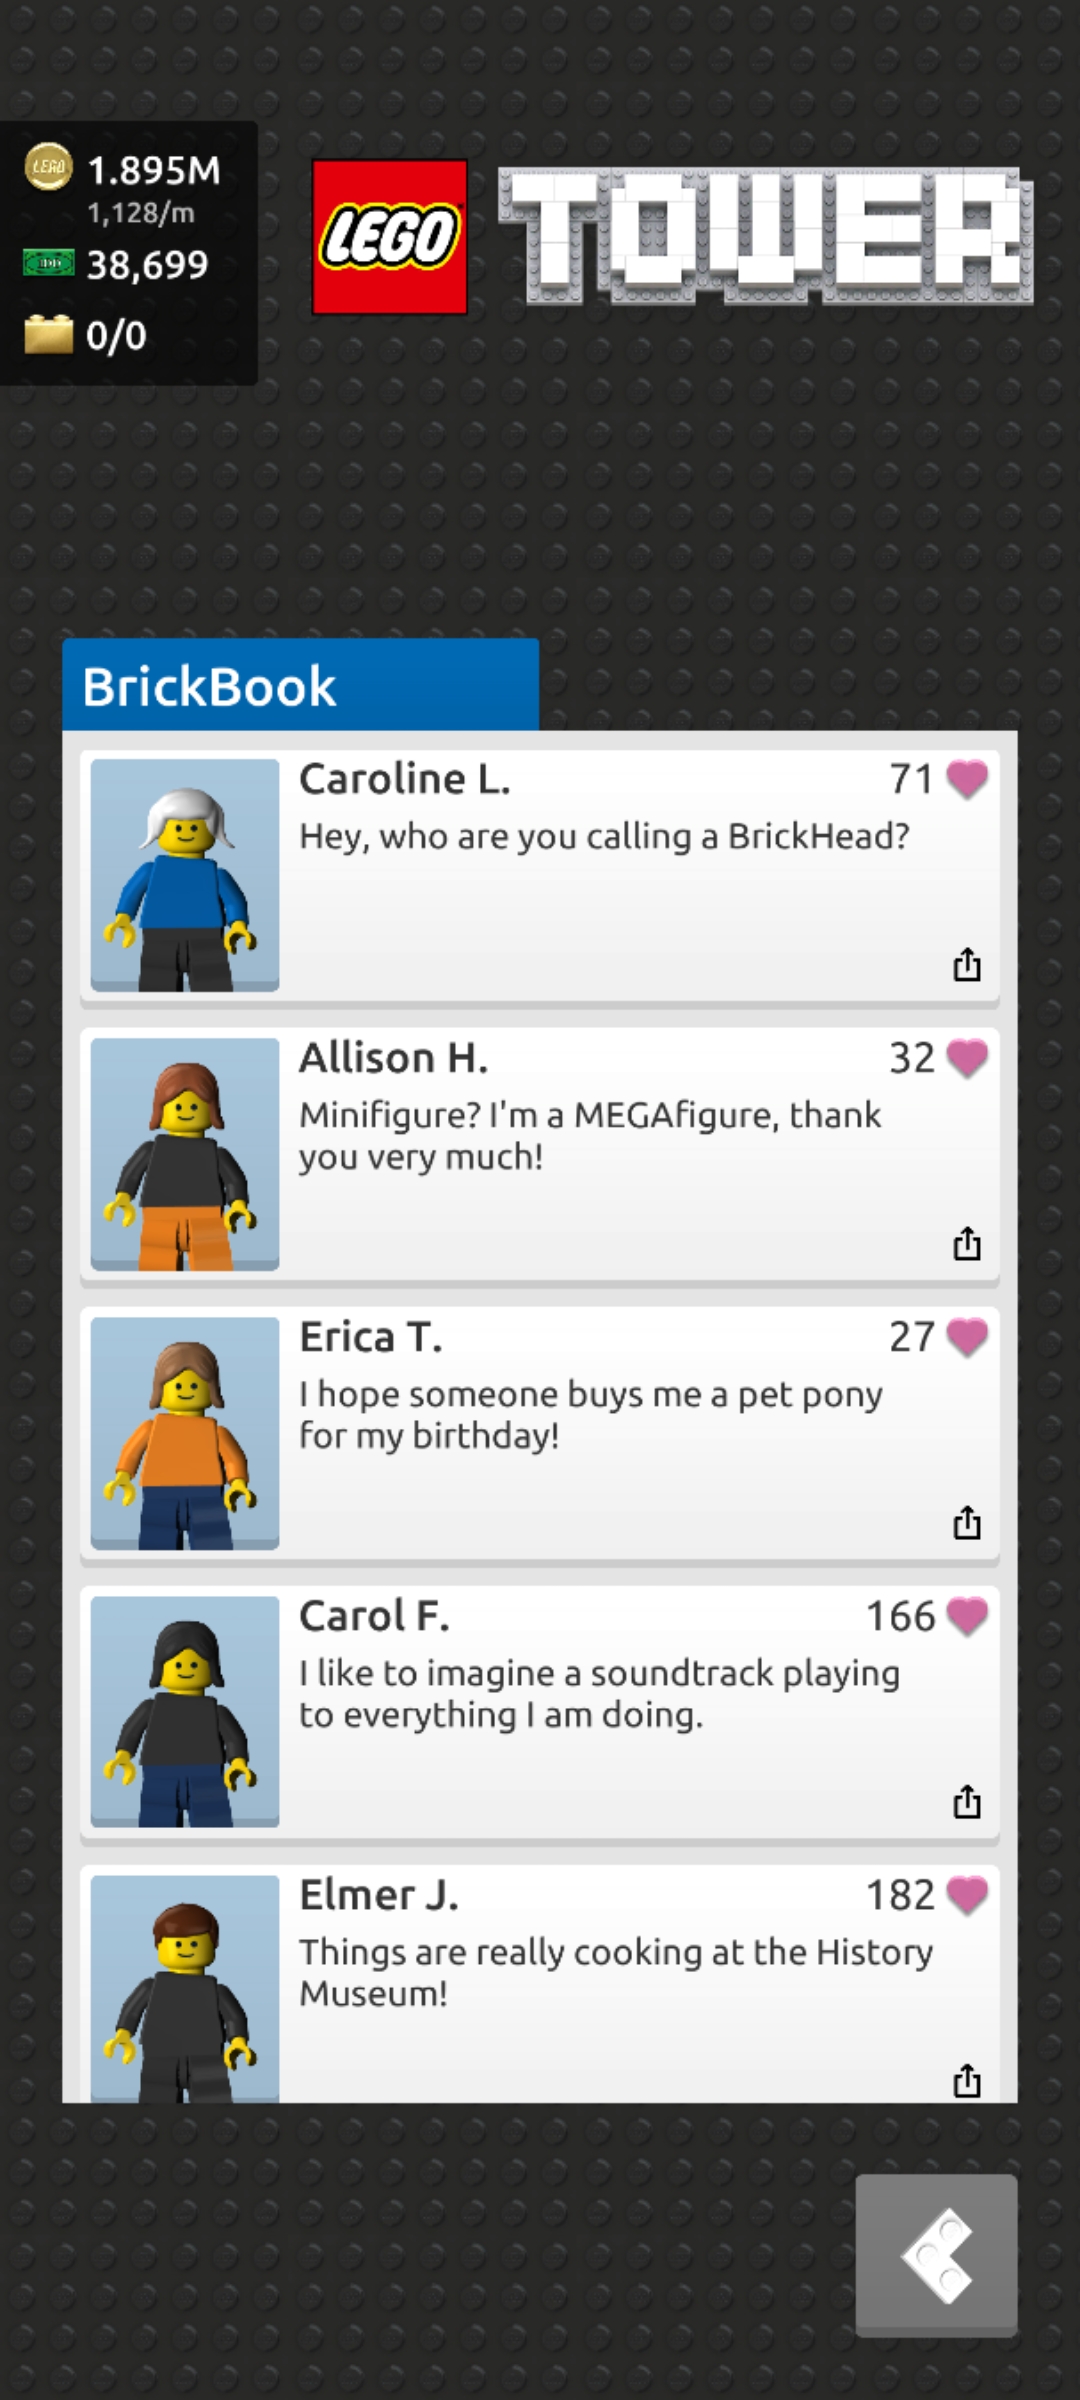 LEGO
1.895M
1,128/m
38,699
0/0
LEGO
TOWER
BrickBook
Caroline L.
71
Hey, who are you calling a BrickHead?
Allison H.
32
Minifigure? I'm a MEGAfigure, thank
you very much!
Erica T.
27
I hope someone buys me a pet pony
for my birthday!
Carol F.
166
I like to imagine a soundtrack playing
to everything I am doing.
Elmer J.
182
Things are really cooking at the History
Museum!